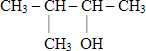 CH₃ – CH – CH – CH₃
CH₃ OH